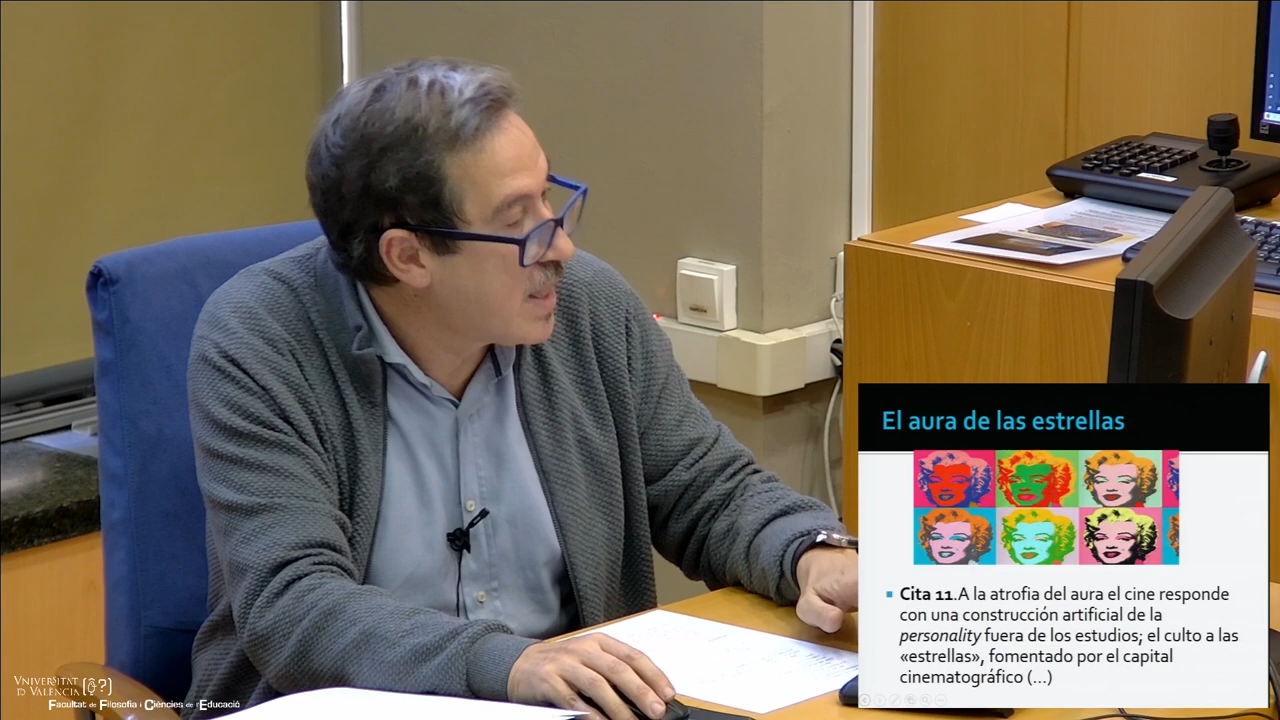 El aura de las estrellas
Cita 11.A la atrofia del aura el cine responde
con una construcción artificial de la
personality fuera de los estudios; el culto a las
«estrellas», fomentado por el capital
cinematográfico (...)
VNIVERSITAT
D VALÈNCIA
Facultat de Filosofia i Ciències de l'Educació